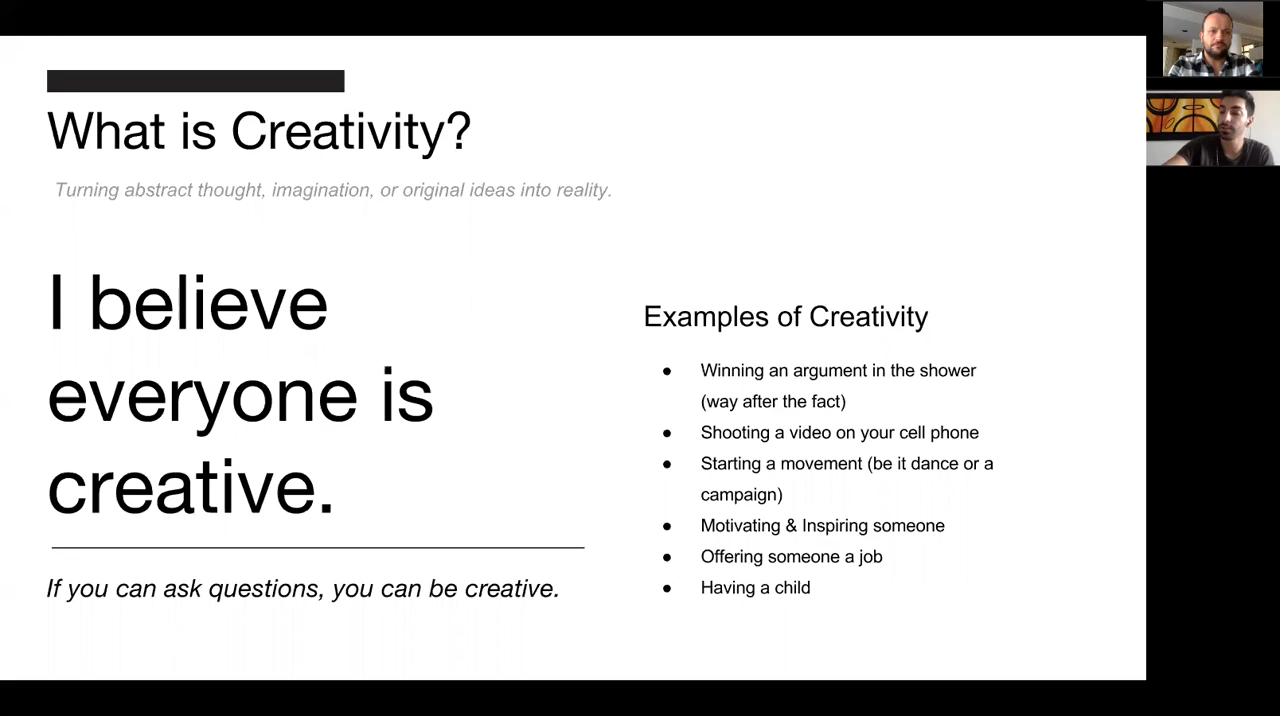 What is Creativity?
Turning abstract thought, imagination, or original ideas into reality.
I believe
everyone is
creative.
If you can ask questions, you can be creative.
Examples of Creativity
● Winning an argument in the shower
(way after the fact)
● Shooting a video on your cell phone
● Starting a movement (be it dance or a
campaign)
● Motivating & Inspiring someone
● Offering someone a job
● Having a child